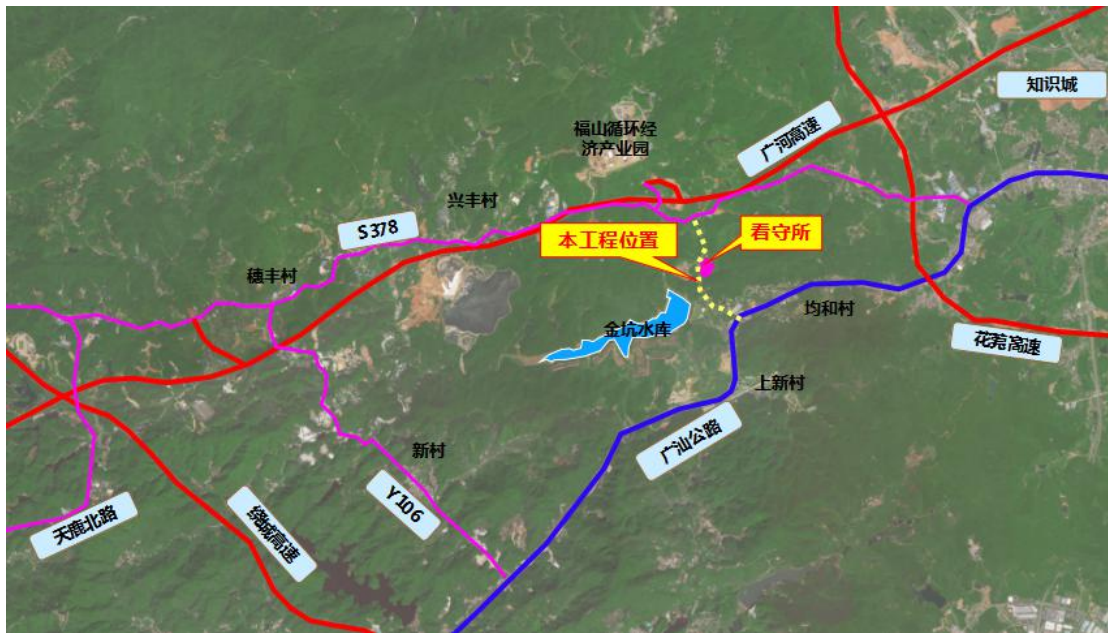 知识城
广河高速
福山循环经
济产业园
兴丰村
S378
本工程位置
看守所
穗丰村
均和村
金坑水库
花莞高速
上新村
广汕公路
新村
Y106
天鹿北路
绕城高速